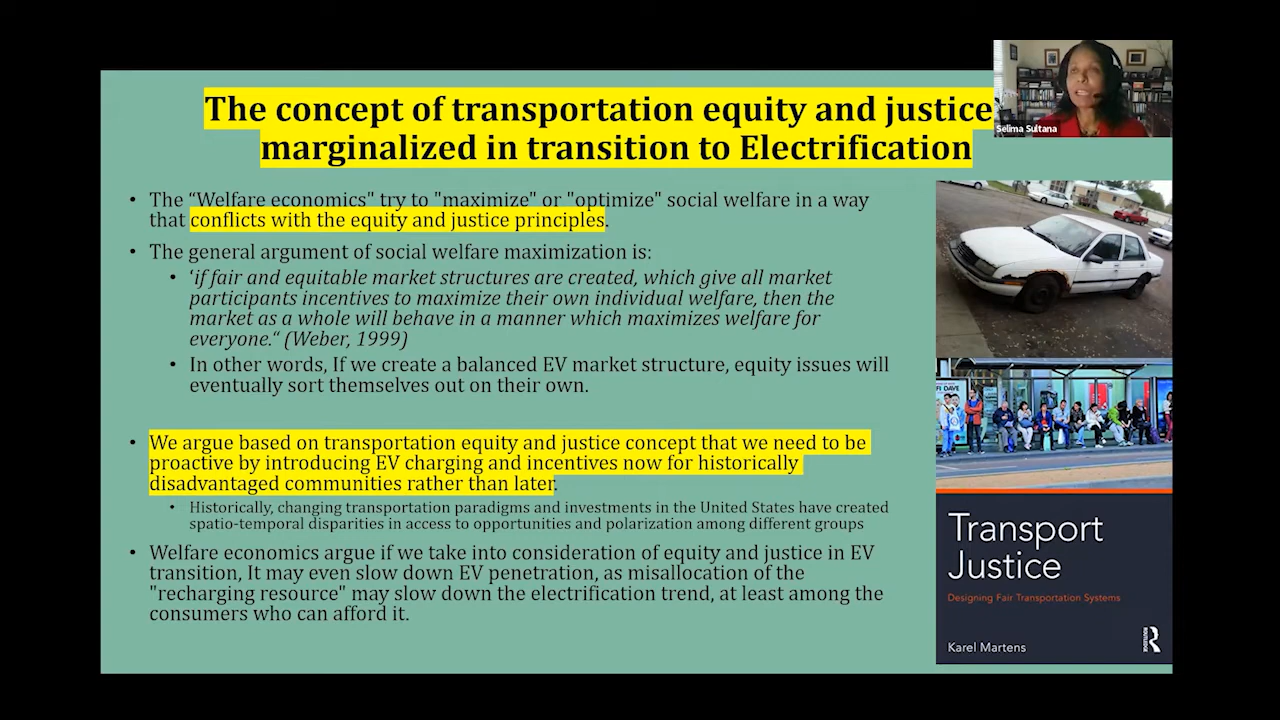 The concept of transportation equity and justice
marginalized in transition to Electrification
Selima Sultana
• The “Welfare economics" try to "maximize" or "optimize" social welfare in a way
that conflicts with the equity and justice principles.
• The general argument of social welfare maximization is:
• ‘if fair and equitable market structures are created, which give all market
participants incentives to maximize their own individual welfare, then the
market as a whole will behave in a manner which maximizes welfare for
everyone.“ (Weber, 1999)
• In other words, If we create a balanced EV market structure, equity issues will
eventually sort themselves out on their own.
• We argue based on transportation equity and justice concept that we need to be
proactive by introducing EV charging and incentives now for historically
disadvantaged communities rather than later.
• Historically, changing transportation paradigms and investments in the United States have created
spatio-temporal disparities in access to opportunities and polarization among different groups
• Welfare economics argue if we take into consideration of equity and justice in EV
transition, It may even slow down EV penetration, as misallocation of the
"recharging resource" may slow down the electrification trend, at least among the
consumers who can afford it.
Transport
Justice
Designing Fair Transportation Systems
Karel Martens
R
ROUTLEDGE